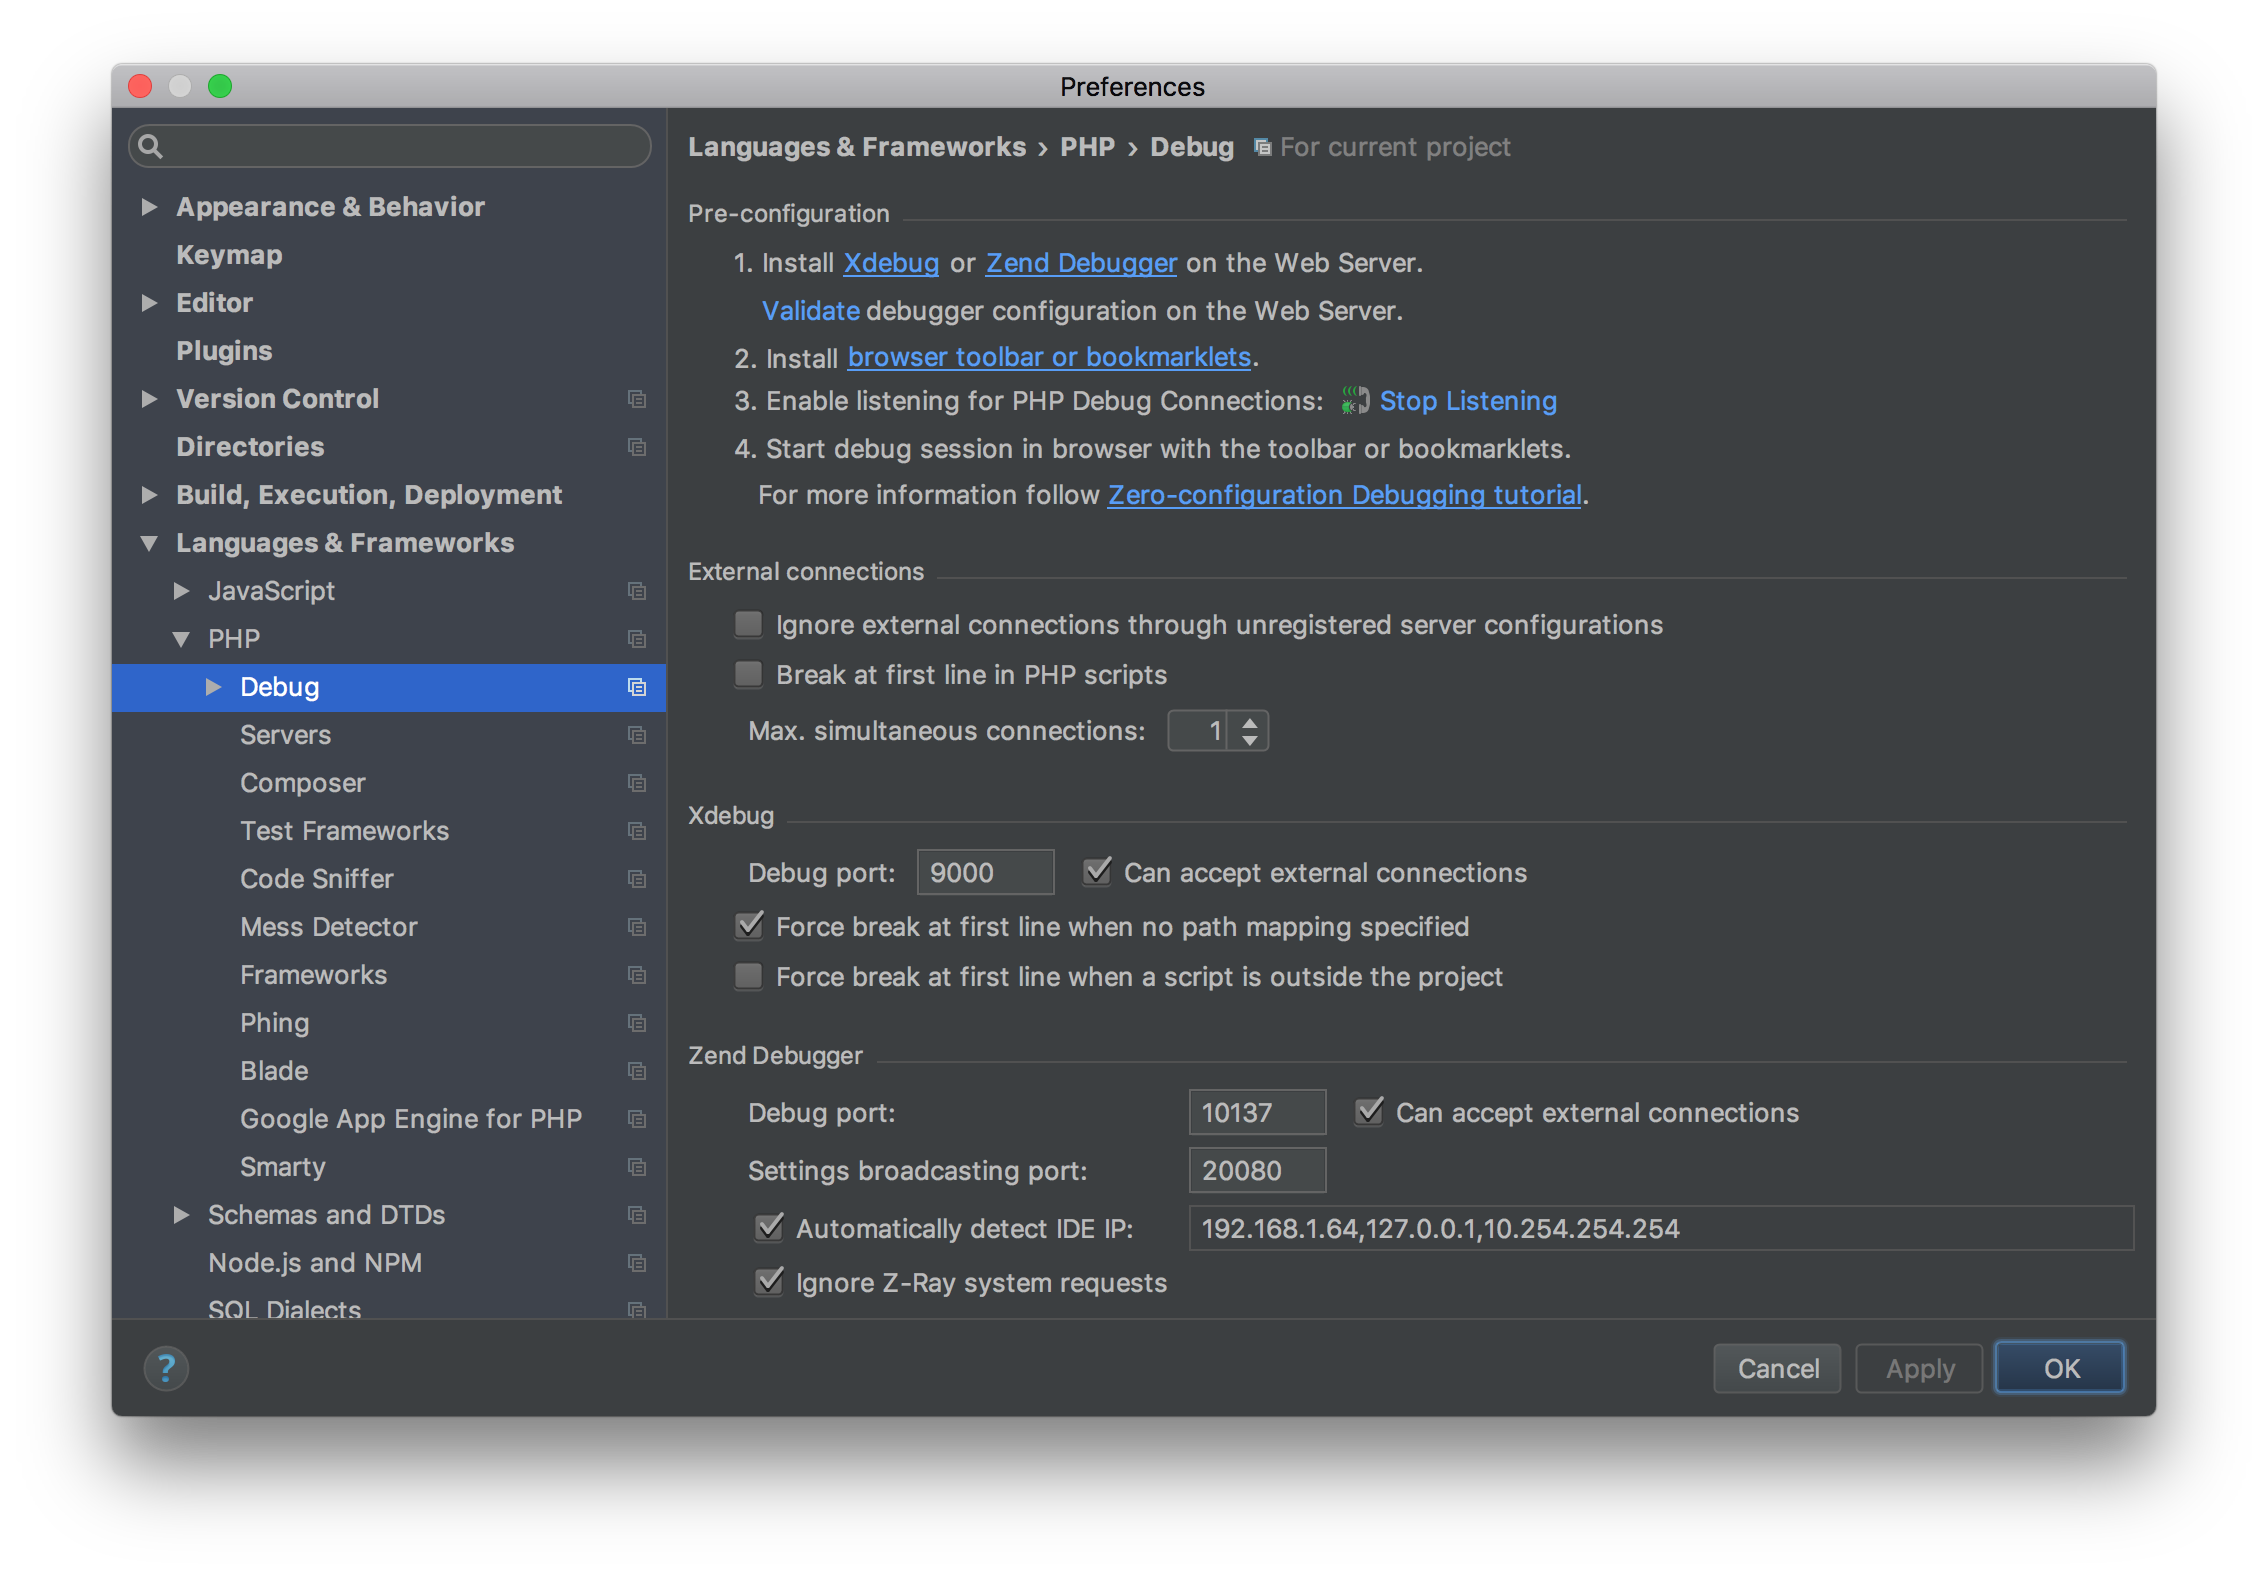 Preferences
Appearance & Behavior
Keymap
Editor
Plugins
Version Control
Directories
Build, Execution, Deployment
Languages & Frameworks
JavaScript
PHP
Debug
Servers
Composer
Test Frameworks
Code Sniffer
Mess Detector
Frameworks
Phing
Blade
Google App Engine for PHP
Smarty
Schemas and DTDs
Node.js and NPM
SQL Dialects
Languages & Frameworks › PHP › Debug For current project
Pre-configuration
1. Install Xdebug or Zend Debugger on the Web Server.
Validate debugger configuration on the Web Server.
2. Install browser toolbar or bookmarklets.
3. Enable listening for PHP Debug Connections: Stop Listening
4. Start debug session in browser with the toolbar or bookmarklets.
For more information follow Zero-configuration Debugging tutorial.
External connections
Ignore external connections through unregistered server configurations
Break at first line in PHP scripts
Max. simultaneous connections: 1
Xdebug
Debug port: 9000 Can accept external connections
Force break at first line when no path mapping specified
Force break at first line when a script is outside the project
Zend Debugger
Debug port: 10137 Can accept external connections
Settings broadcasting port: 20080
Automatically detect IDE IP: 192.168.1.64,127.0.0.1,10.254.254.254
Ignore Z-Ray system requests
? Cancel Apply OK